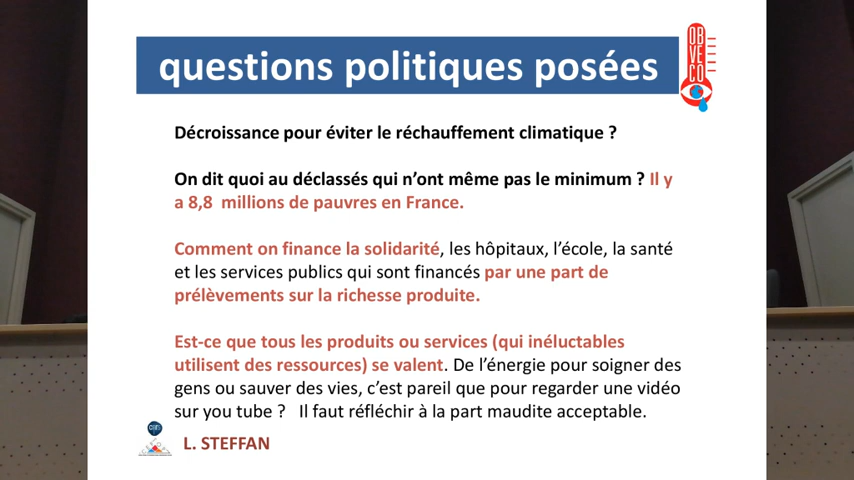 questions politiques posées
OBVECO
Décroissance pour éviter le réchauffement climatique ?
On dit quoi au déclassés qui n'ont même pas le minimum ? Il y
a 8,8 millions de pauvres en France.
Comment on finance la solidarité, les hôpitaux, l'école, la santé
et les services publics qui sont financés par une part de
prélèvements sur la richesse produite.
Est-ce que tous les produits ou services (qui inéluctables
utilisent des ressources) se valent. De l'énergie pour soigner des
gens ou sauver des vies, c'est pareil que pour regarder une vidéo
sur you tube ? Il faut réfléchir à la part maudite acceptable.
L. STEFFAN